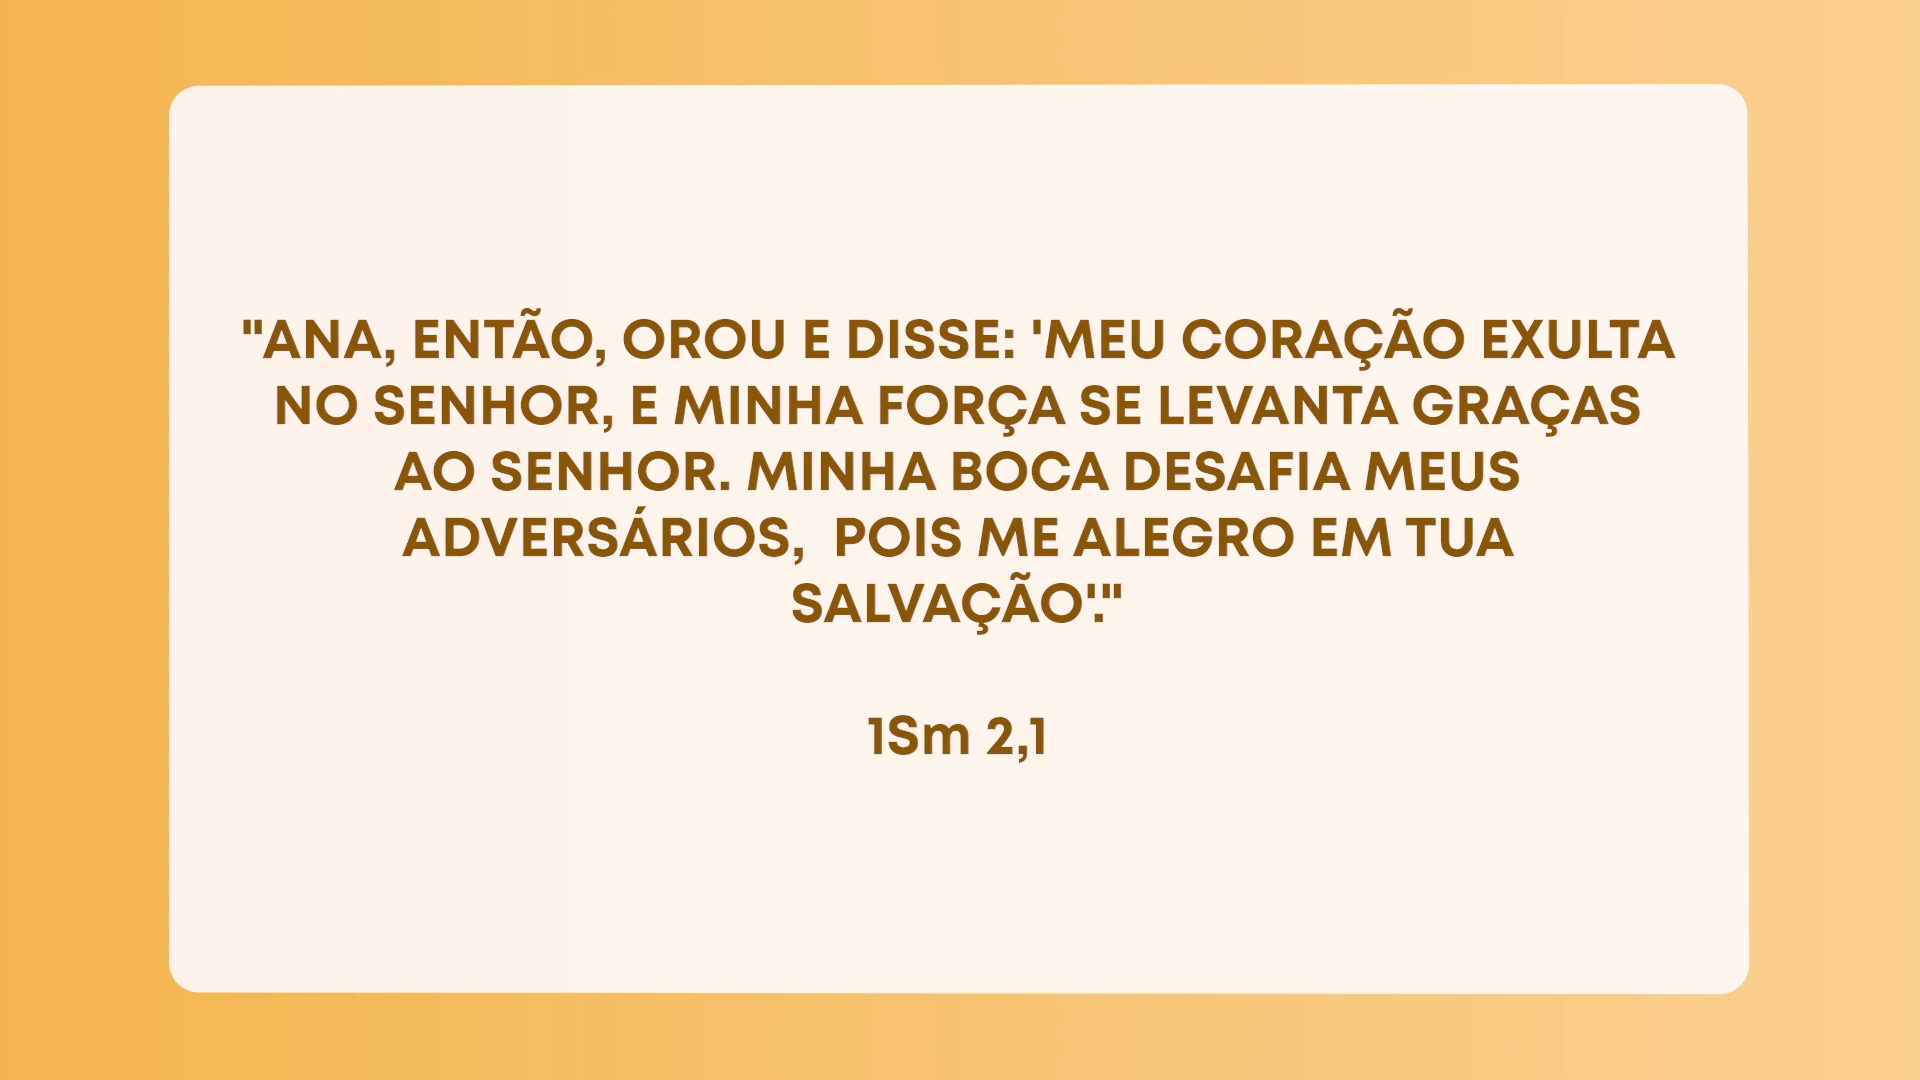 "ANA, ENTÃO, OROU E DISSE: 'MEU CORAÇÃO EXULTA
NO SENHOR, E MINHA FORÇA SE LEVANTA GRAÇAS
AO SENHOR. MINHA BOCA DESAFIA MEUS
ADVERSÁRIOS,  POIS ME ALEGRO EM TUA
SALVAÇÃO'."
1Sm 2,1